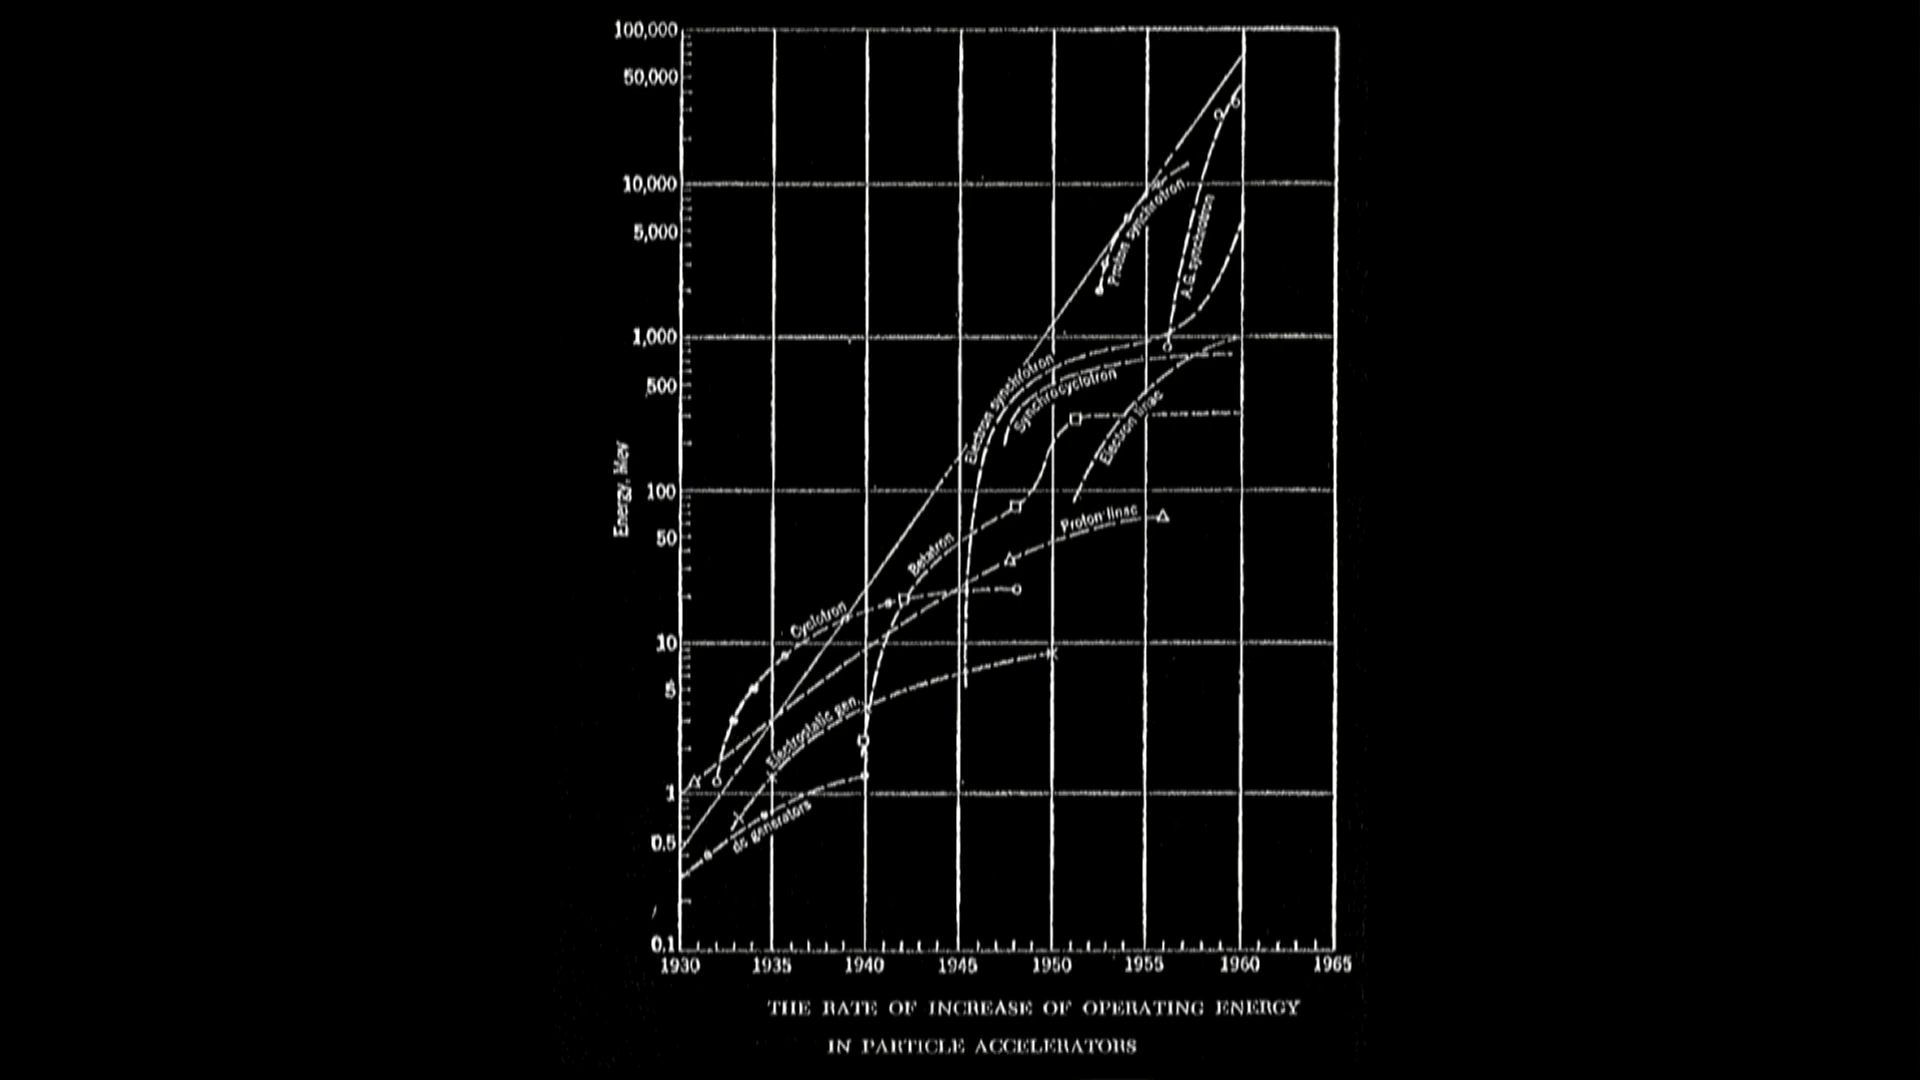 100,000
50,000
10,000
5,000
1,000
500
100
50
10
5
1
0.5
0.1
Energy, Mev
Proton synchrotron
A.G. synchrotron
Electron synchrotron
Synchrocyclotron
Electron linac
Proton linac
Betatron
Cyclotron
Electrostatic gen.
dc generators
1930 1935 1940 1945 1950 1955 1960 1965
THE RATE OF INCREASE OF OPERATING ENERGY
IN PARTICLE ACCELERATORS